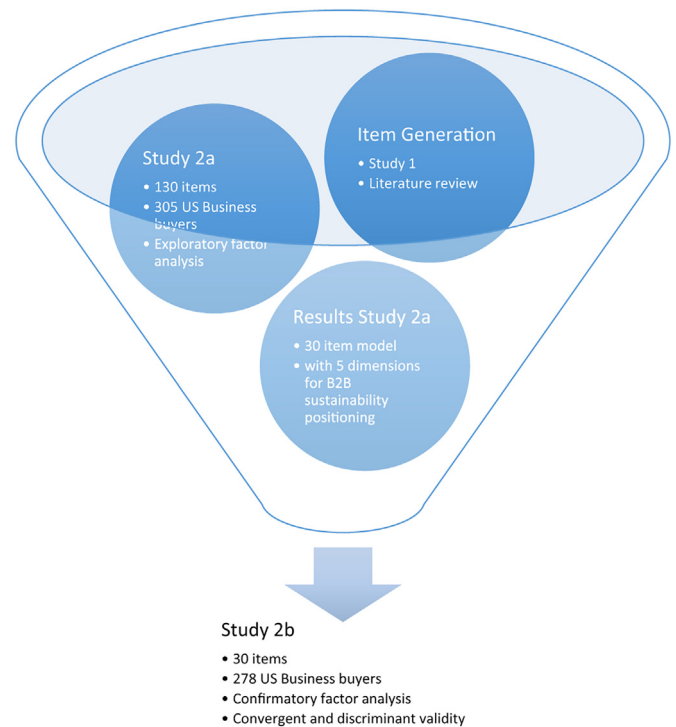 Item Generation
• Study 1
• Literature review
Study 2a
• 130 items
• 305 US Business
buyers
• Exploratory factor
analysis
Results Study 2a
• 30 item model
• with 5 dimensions
for B2B
sustainability
positioning
Study 2b
• 30 items
• 278 US Business buyers
• Confirmatory factor analysis
• Convergent and discriminant validity